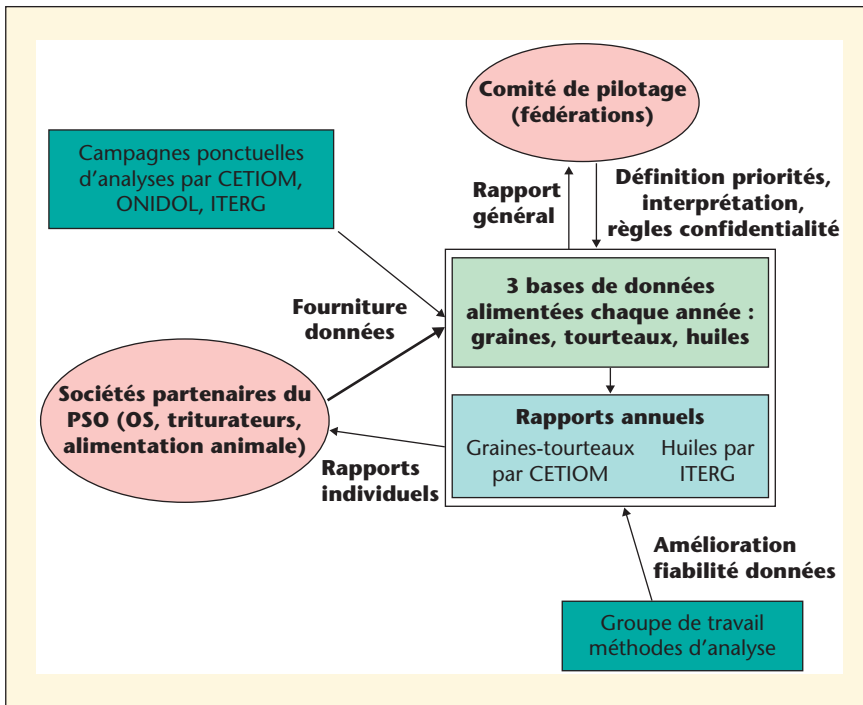 Comité de pilotage
(fédérations)
Campagnes ponctuelles
d'analyses par CETIOM,
ONIDOL, ITERG
Rapport
général
Définition priorités,
interprétation,
règles confidentialité
Fourniture
données
3 bases de données
alimentées chaque année :
graines, tourteaux, huiles
Sociétés partenaires du
PSO (OS, triturateurs,
alimentation animale)
Rapports annuels
Graines-tourteaux
par CETIOM
Huiles par
ITERG
Rapports
individuels
Amélioration
fiabilité données
Groupe de travail
méthodes d'analyse